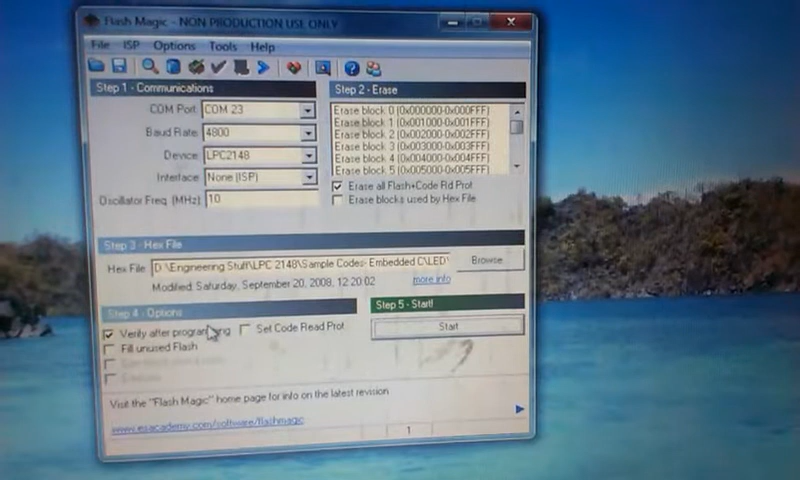 Flash Magic - NON PRODUCTION USE ONLY
File ISP Options Tools Help
Step 1 - Communications
COM Port: COM 23
Baud Rate: 4800
Device: LPC2148
Interface: None (ISP)
Oscillator Freq. (MHz): 10
Step 2 - Erase
Erase block 0 (0x000000-0x000FFF)
Erase block 1 (0x001000-0x001FFF)
Erase block 2 (0x002000-0x002FFF)
Erase block 3 (0x003000-0x003FFF)
Erase block 4 (0x004000-0x004FFF)
Erase block 5 (0x005000-0x005FFF)
Erase all Flash+Code Rd Prot
Erase blocks used by Hex File
Step 3 - Hex File
Hex File: D:\Engineering Stuff\LPC 2148\Sample Codes- Embedded C\LED\
Browse
Modified: Saturday, September 20, 2008, 12:20:02
more info
Step 4 - Options
Verify after programming
Set Code Read Prot
Fill unused Flash
Step 5 - Start!
Start
Visit the "Flash Magic" home page for info on the latest revision
www.esacademy.com/software/flashmagic
1